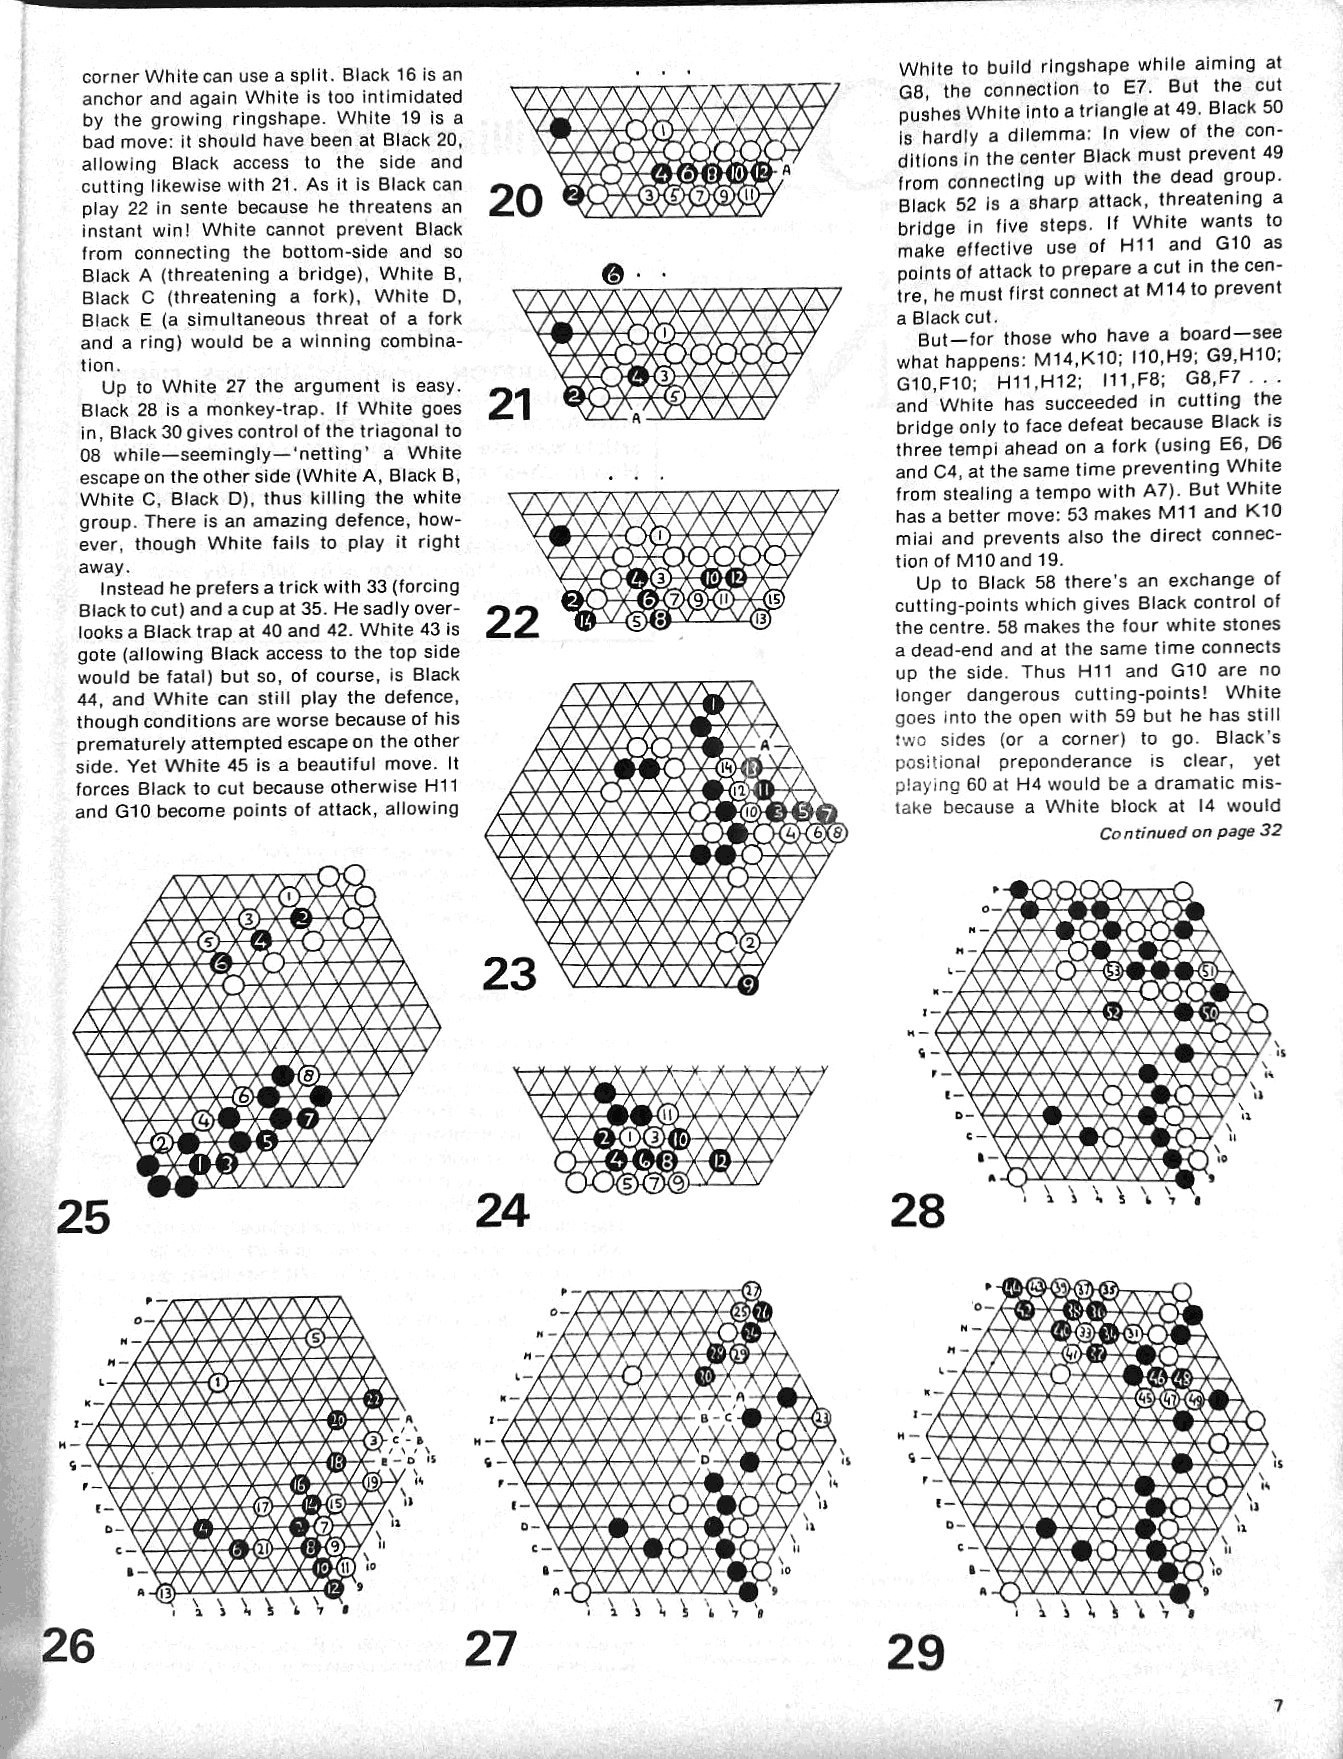 corner White can use a split. Black 16 is an
anchor and again White is too intimidated
by the growing ringshape. White 19 is a
bad move: it should have been at Black 20,
allowing Black access to the side and
cutting likewise with 21. As it is Black can
play 22 in sente because he threatens an
instant win! White cannot prevent Black
from connecting the bottom-side and so
Black A (threatening a bridge), White B,
Black C (threatening a fork), White D,
Black E (a simultaneous threat of a fork
and a ring) would be a winning combina-
tion.
Up to White 27 the argument is easy.
Black 28 is a monkey-trap. If White goes
in, Black 30 gives control of the triagonal to
08 while—seemingly—'netting' a White
escape on the other side (White A, Black B,
White C, Black D), thus killing the white
group. There is an amazing defence, how-
ever, though White fails to play it right
away.
Instead he prefers a trick with 33 (forcing
Black to cut) and a cup at 35. He sadly over-
looks a Black trap at 40 and 42. White 43 is
gote (allowing Black access to the top side
would be fatal) but so, of course, is Black
44, and White can still play the defence,
though conditions are worse because of his
prematurely attempted escape on the other
side. Yet White 45 is a beautiful move. It
forces Black to cut because otherwise H11
and G10 become points of attack, allowing
20
21
22
23
24
White to build ringshape while aiming at
G8, the connection to E7. But the cut
pushes White into a triangle at 49. Black 50
is hardly a dilemma: In view of the con-
ditions in the center Black must prevent 49
from connecting up with the dead group.
Black 52 is a sharp attack, threatening a
bridge in five steps. If White wants to
make effective use of H11 and G10 as
points of attack to prepare a cut in the cen-
tre, he must first connect at M14 to prevent
a Black cut.
But—for those who have a board—see
what happens: M14,K10; I10,H9; G9,H10;
G10,F10; H11,H12; I11,F8; G8,F7 . . .
and White has succeeded in cutting the
bridge only to face defeat because Black is
three tempi ahead on a fork (using E6, D6
and C4, at the same time preventing White
from stealing a tempo with A7). But White
has a better move: 53 makes M11 and K10
miai and prevents also the direct connec-
tion of M10 and 19.
Up to Black 58 there's an exchange of
cutting-points which gives Black control of
the centre. 58 makes the four white stones
a dead-end and at the same time connects
up the side. Thus H11 and G10 are no
longer dangerous cutting-points! White
goes into the open with 59 but he has still
two sides (or a corner) to go. Black's
positional preponderance is clear, yet
playing 60 at H4 would be a dramatic mis-
take because a White block at I4 would
Continued on page 32
25
28
26
27
29
7